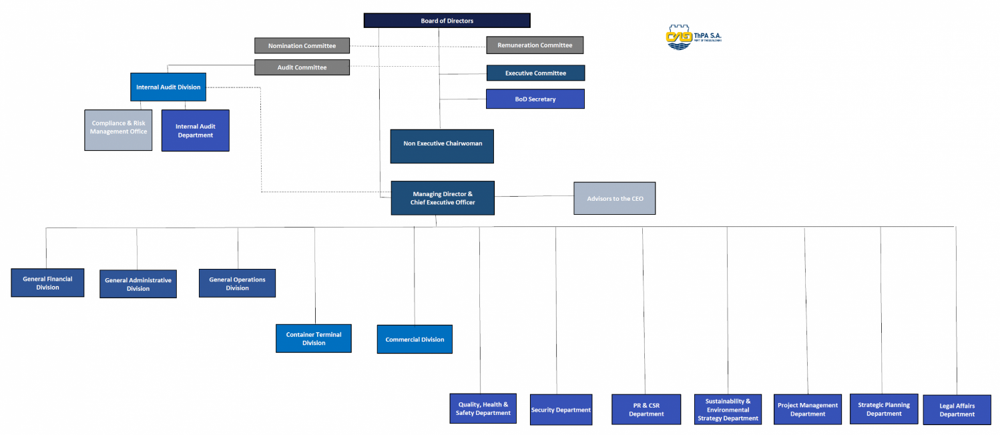 Board of Directors
ThPA S.A.
PORT OF THESSALONIKI
Nomination Committee
Remuneration Committee
Audit Committee
Executive Committee
Internal Audit Division
BoD Secretary
Compliance & Risk
Management Office
Internal Audit
Department
Non Executive Chairwoman
Managing Director &
Chief Executive Officer
Advisors to the CEO
General Financial
Division
General Administrative
Division
General Operations
Division
Container Terminal
Division
Commercial Division
Quality, Health &
Safety Department
Security Department
PR & CSR
Department
Sustainability &
Environmental
Strategy Department
Project Management
Department
Strategic Planning
Department
Legal Affairs
Department